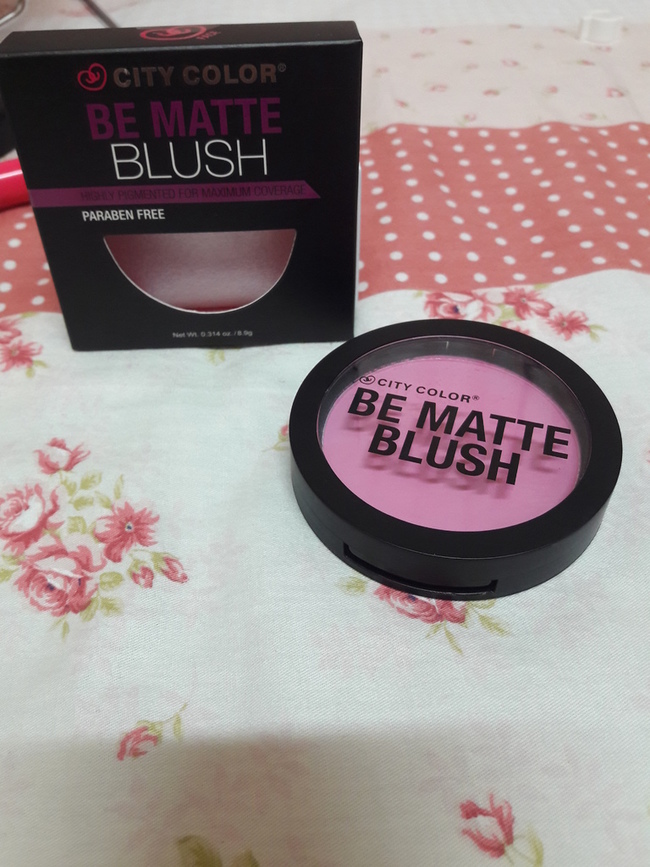 CITY COLOR®
BE MATTE
BLUSH
HIGHLY PIGMENTED FOR MAXIMUM COVERAGE
PARABEN FREE
Net Wt. 0.314 oz. / 8.9g
CITY COLOR®
BE MATTE
BLUSH